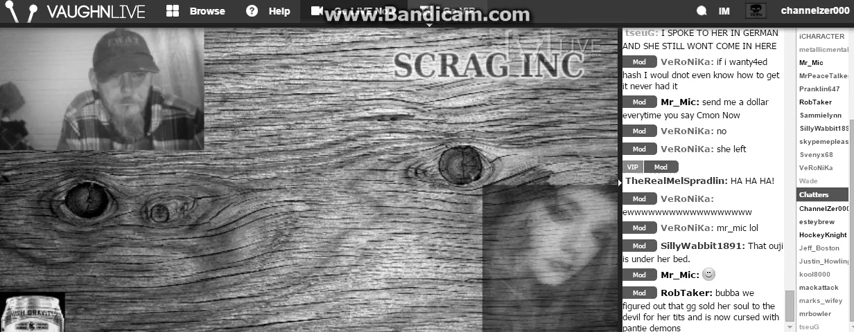 www.Bandicam.com
VAUGHNLIVE
Browse
Help
IM
channelzer000
LIVE
SCRAG INC
tseuG: I SPOKE TO HER IN GERMAN
AND SHE STILL WONT COME IN HERE
Mod VeRoNiKa: if i wanty4ed
hash I woul dnot even know how to get
it never had it
Mod Mr_Mic: send me a dollar
everytime you say Cmon Now
Mod VeRoNiKa: no
Mod VeRoNiKa: she left
VIP Mod
TheRealMelSpradlin: HA HA HA!
Mod VeRoNiKa:
ewwwwwwwwwwwwwwwwwwww
Mod VeRoNiKa: mr_mic lol
Mod SillyWabbit1891: That ouji
is under her bed.
Mod Mr_Mic:
Mod RobTaker: bubba we
figured out that gg sold her soul to the
devil for her tits and is now cursed with
pantie demons
iCHARACTER
metallicmental
Mr_Mic
MrPeaceTalker
Pranklin647
RobTaker
Sammielynn
SillyWabbit189
skypemepleas
Svenyx68
VeRoNiKa
Wade
Chatters
ChannelZer000
esteybrew
HockeyKnight
Jeff_Boston
Justin_Howling
kool8000
mackattack
marks_wifey
mrbowler
tseuG